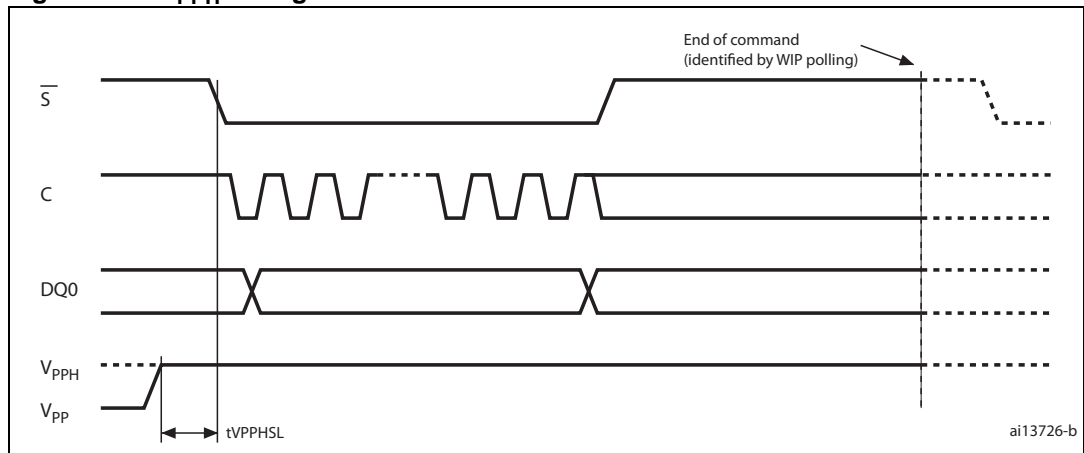 End of command
(identified by WIP polling)
S
C
DQ0
VPPH
VPP
tVPPHSL
ai13726-b